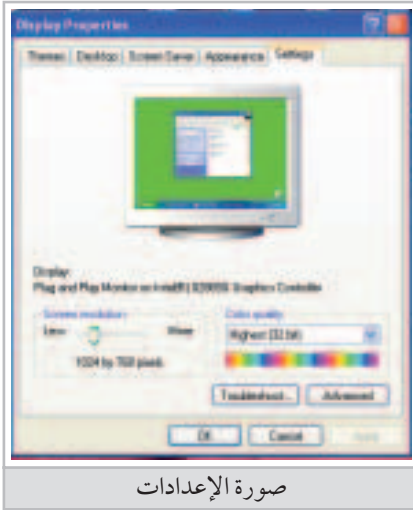 Display Properties
Themes Desktop Screen Saver Appearance Settings
Display:
Plug and Play Monitor on Intel(R) Graphics Controller
Screen resolution
Less More
1024 by 768 pixels
Color quality
Highest (32 bit)
Troubleshoot... Advanced
OK Cancel Apply
صورة الإعدادات